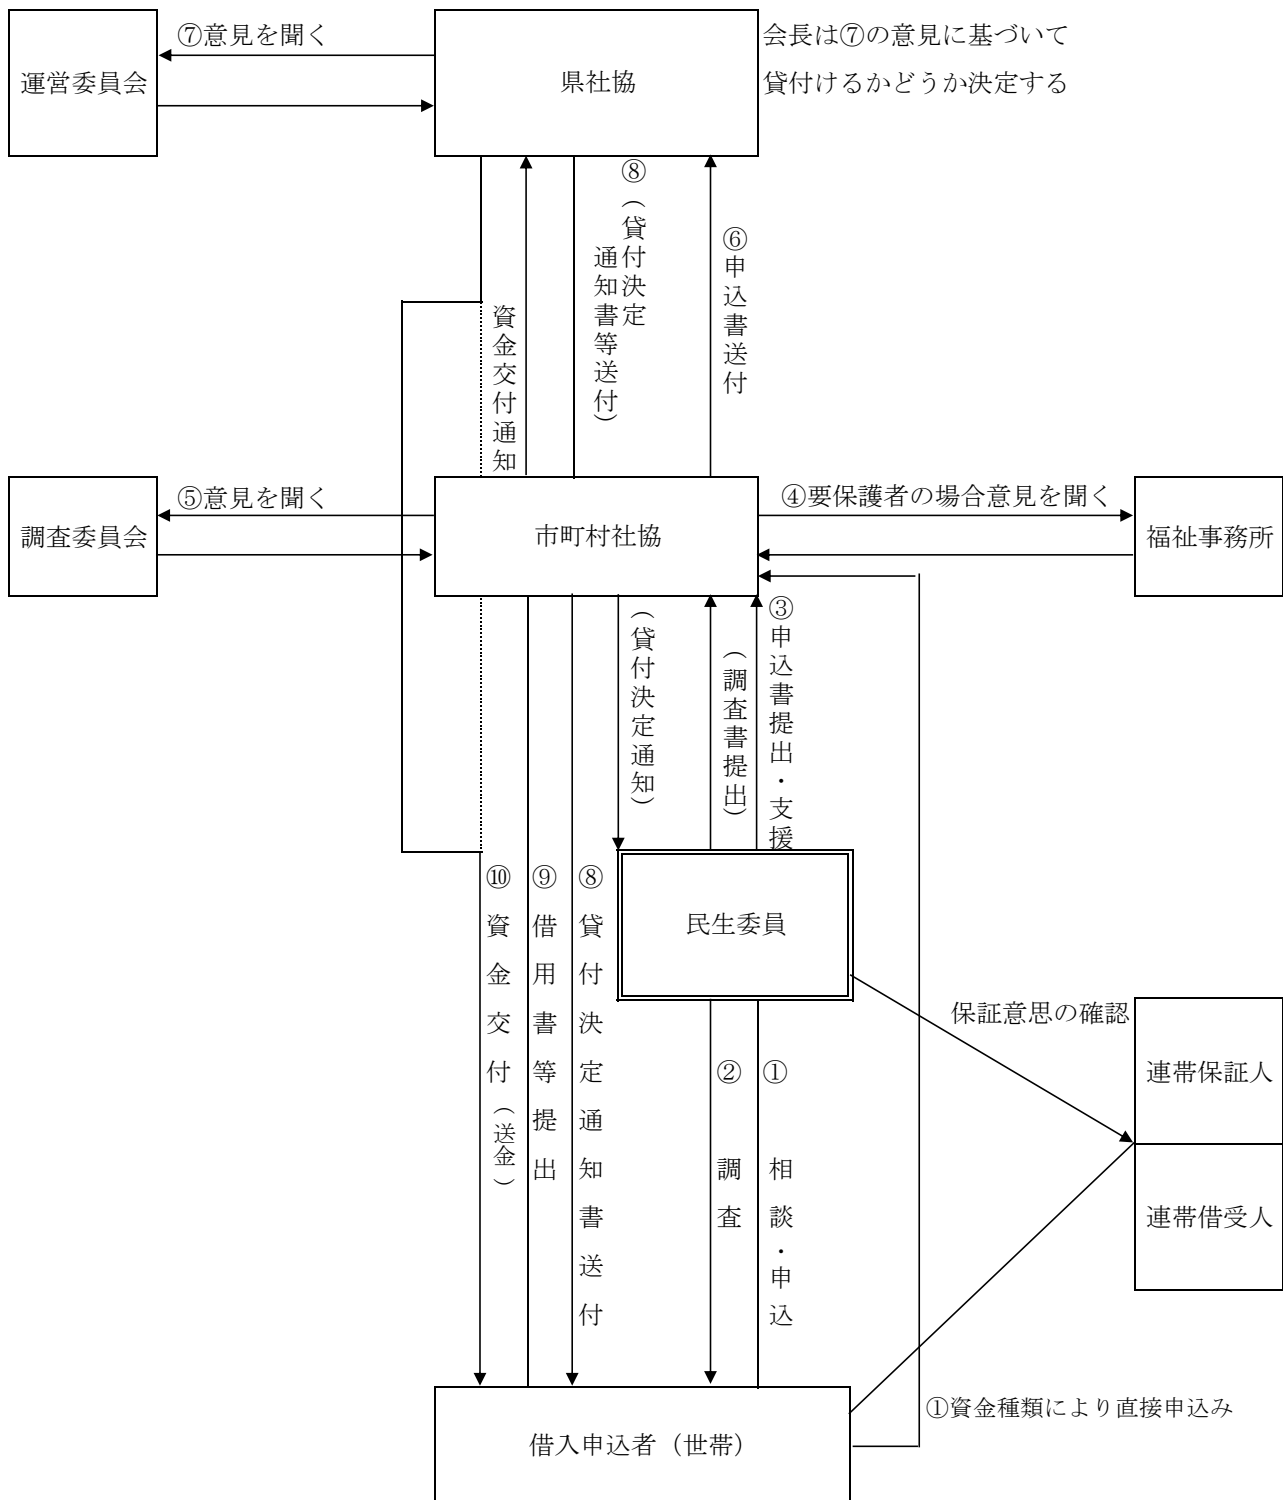 ⑦意見を聞く
会長は⑦の意見に基づいて
貸付けるかどうか決定する
運営委員会
県社協
⑧(貸付決定
通知書等送付)
⑥申込書送付
資金交付通知
⑤意見を聞く
④要保護者の場合意見を聞く
調査委員会
市町村社協
福祉事務所
(貸付決定通知)
(調査書提出)
③申込書提出・支援
民生委員
⑩資金交付(送金)
⑨借用書等提出
⑧貸付決定通知書送付
②調査
①相談・申込
保証意思の確認
連帯保証人
連帯借受人
①資金種類により直接申込み
借入申込者(世帯)